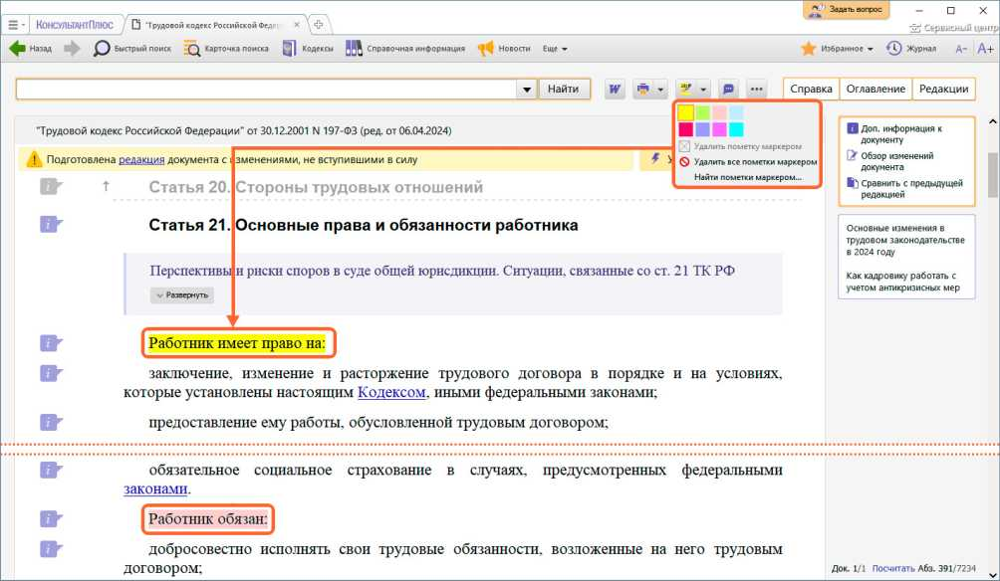 Задать вопрос
КонсультантПлюс
"Трудовой кодекс Российской Федер
Сервисный центр
Назад
Быстрый поиск
Карточка поиска
Кодексы
Справочная информация
Новости
Еще
Избранное
Журнал
A-
A+
Найти
W
Справка
Оглавление
Редакции
"Трудовой кодекс Российской Федерации" от 30.12.2001 N 197-ФЗ (ред. от 06.04.2024)
Подготовлена редакция документа с изменениями, не вступившими в силу
У
Удалить пометку маркером
Удалить все пометки маркером
Найти пометки маркером...
Доп. информация к
документу
Обзор изменений
документа
Сравнить с предыдущей
редакцией
Основные изменения в
трудовом законодательстве
в 2024 году
Как кадровику работать с
учетом антикризисных мер
Статья 20. Стороны трудовых отношений
Статья 21. Основные права и обязанности работника
Перспективы и риски споров в суде общей юрисдикции. Ситуации, связанные со ст. 21 ТК РФ
Развернуть
Работник имеет право на:
заключение, изменение и расторжение трудового договора в порядке и на условиях,
которые установлены настоящим Кодексом, иными федеральными законами;
предоставление ему работы, обусловленной трудовым договором;
обязательное социальное страхование в случаях, предусмотренных федеральными
законами.
Работник обязан:
добросовестно исполнять свои трудовые обязанности, возложенные на него трудовым
договором;
Док. 1/1 Посчитать Абз. 391/7234